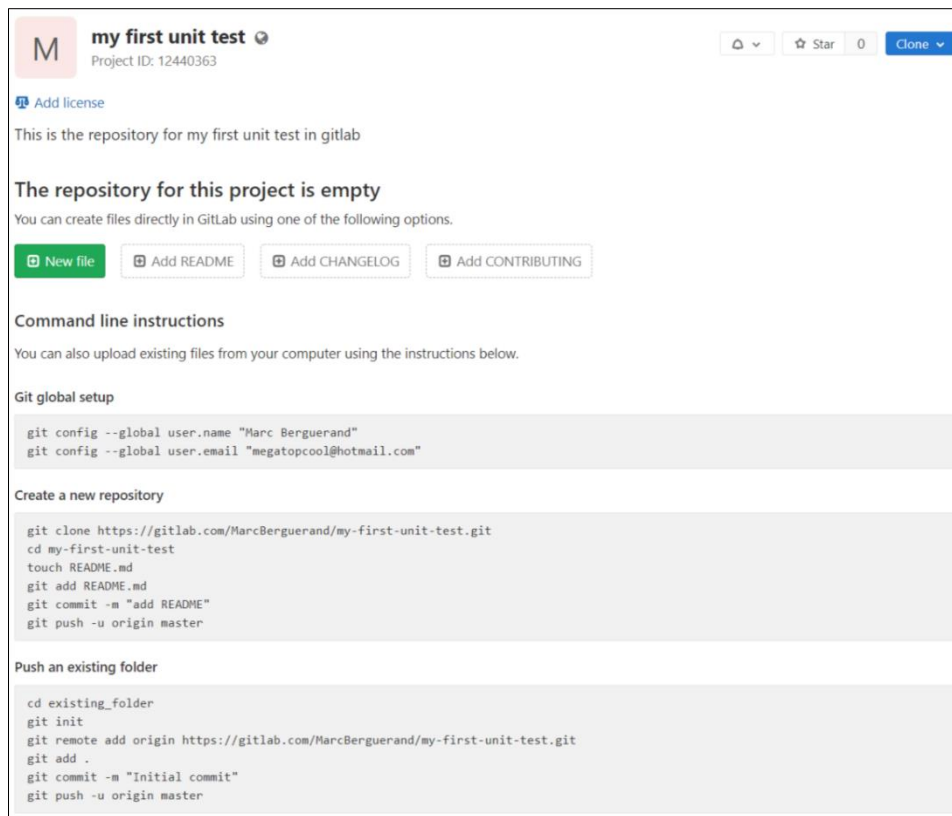 M
my first unit test
Project ID: 12440363
Star 0 Clone
Add license
This is the repository for my first unit test in gitlab
The repository for this project is empty
You can create files directly in GitLab using one of the following options.
New file Add README Add CHANGELOG Add CONTRIBUTING
Command line instructions
You can also upload existing files from your computer using the instructions below.
Git global setup
git config --global user.name "Marc Berguerand"
git config --global user.email "megatopcool@hotmail.com"
Create a new repository
git clone https://gitlab.com/MarcBerguerand/my-first-unit-test.git
cd my-first-unit-test
touch README.md
git add README.md
git commit -m "add README"
git push -u origin master
Push an existing folder
cd existing_folder
git init
git remote add origin https://gitlab.com/MarcBerguerand/my-first-unit-test.git
git add .
git commit -m "Initial commit"
git push -u origin master